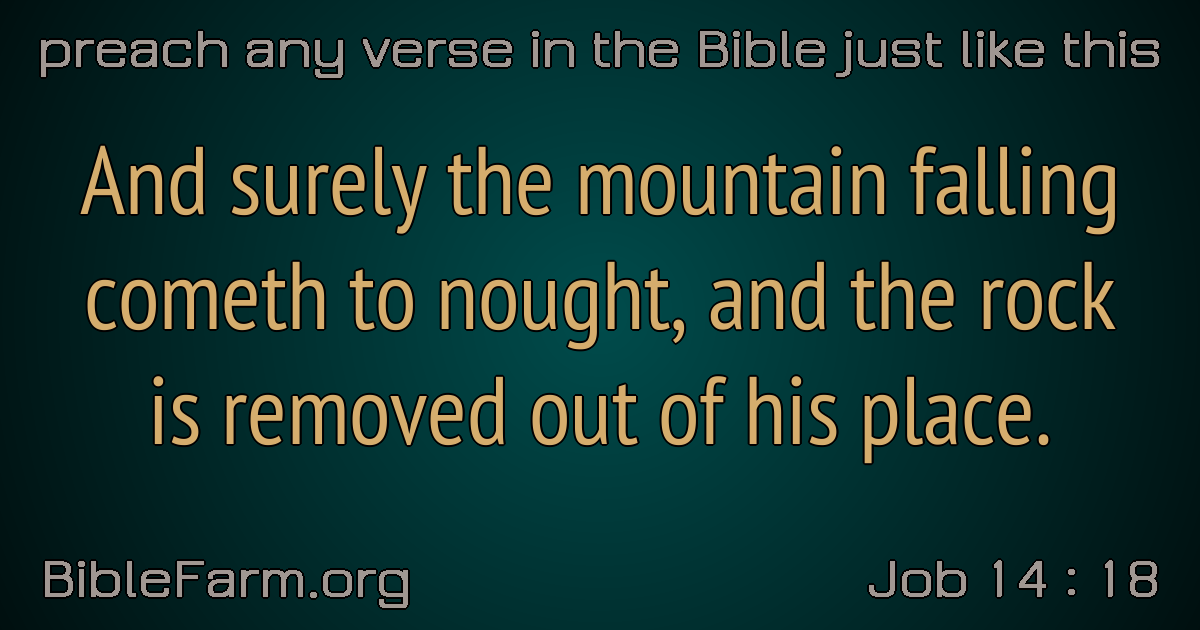 preach any verse in the Bible just like this
And surely the mountain falling
cometh to nought, and the rock
is removed out of his place.
BibleFarm.org
Job 14 : 18